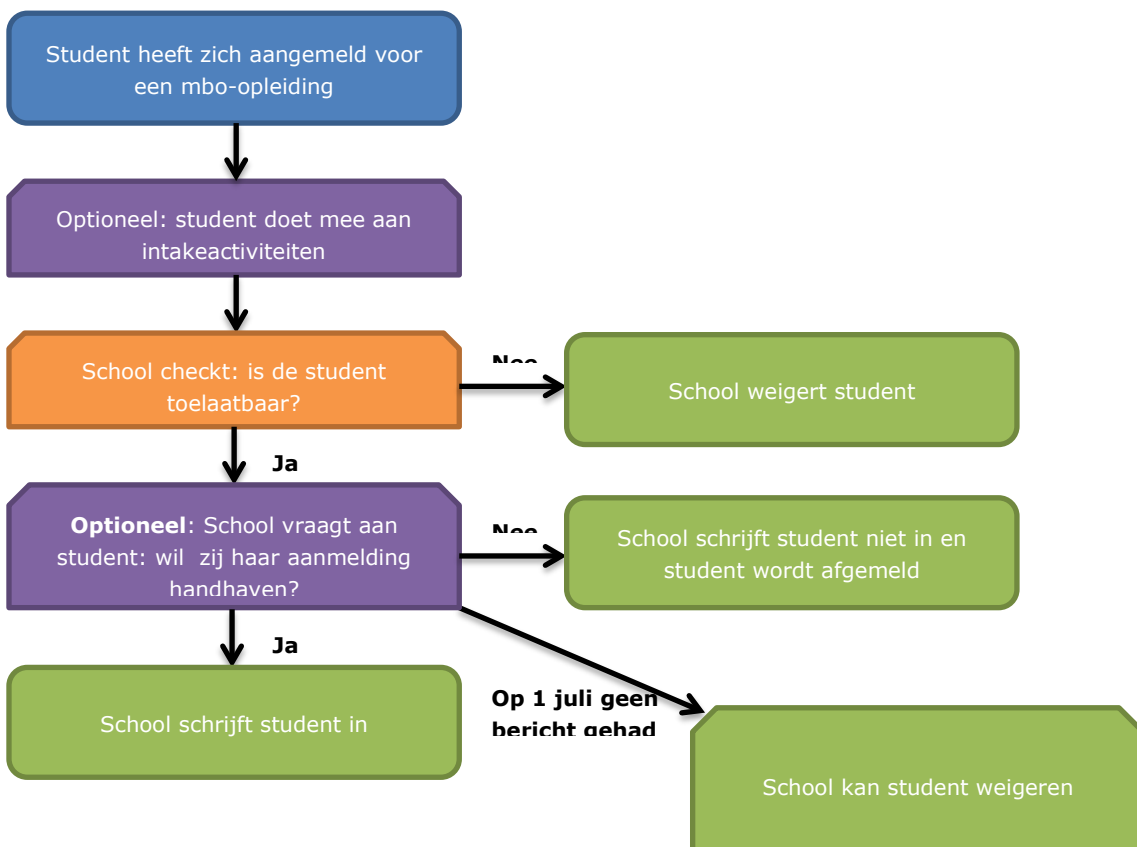 Student heeft zich aangemeld voor
een mbo-opleiding
Optioneel: student doet mee aan
intakeactiviteiten
School checkt: is de student
toelaatbaar?
Nee
School weigert student
Ja
Optioneel: School vraagt aan
student: wil zij haar aanmelding
handhaven?
Nee
School schrijft student niet in en
student wordt afgemeld
Ja
School schrijft student in
Op 1 juli geen
bericht gehad
School kan student weigeren